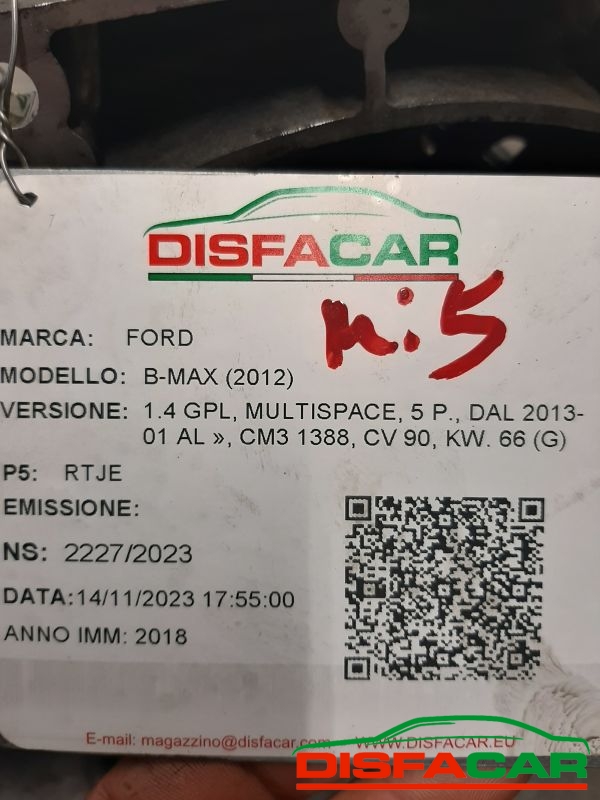 DISFACAR
n:5
MARCA: FORD
MODELLO: B-MAX (2012)
VERSIONE: 1.4 GPL, MULTISPACE, 5 P., DAL 2013-
01 AL », CM3 1388, CV 90, KW. 66 (G)
P5: RTJE
EMISSIONE:
NS: 2227/2023
DATA:14/11/2023 17:55:00
ANNO IMM: 2018
E-mail: magazzino@disfacar.com WWW.DISFACAR.EU
DISFACAR